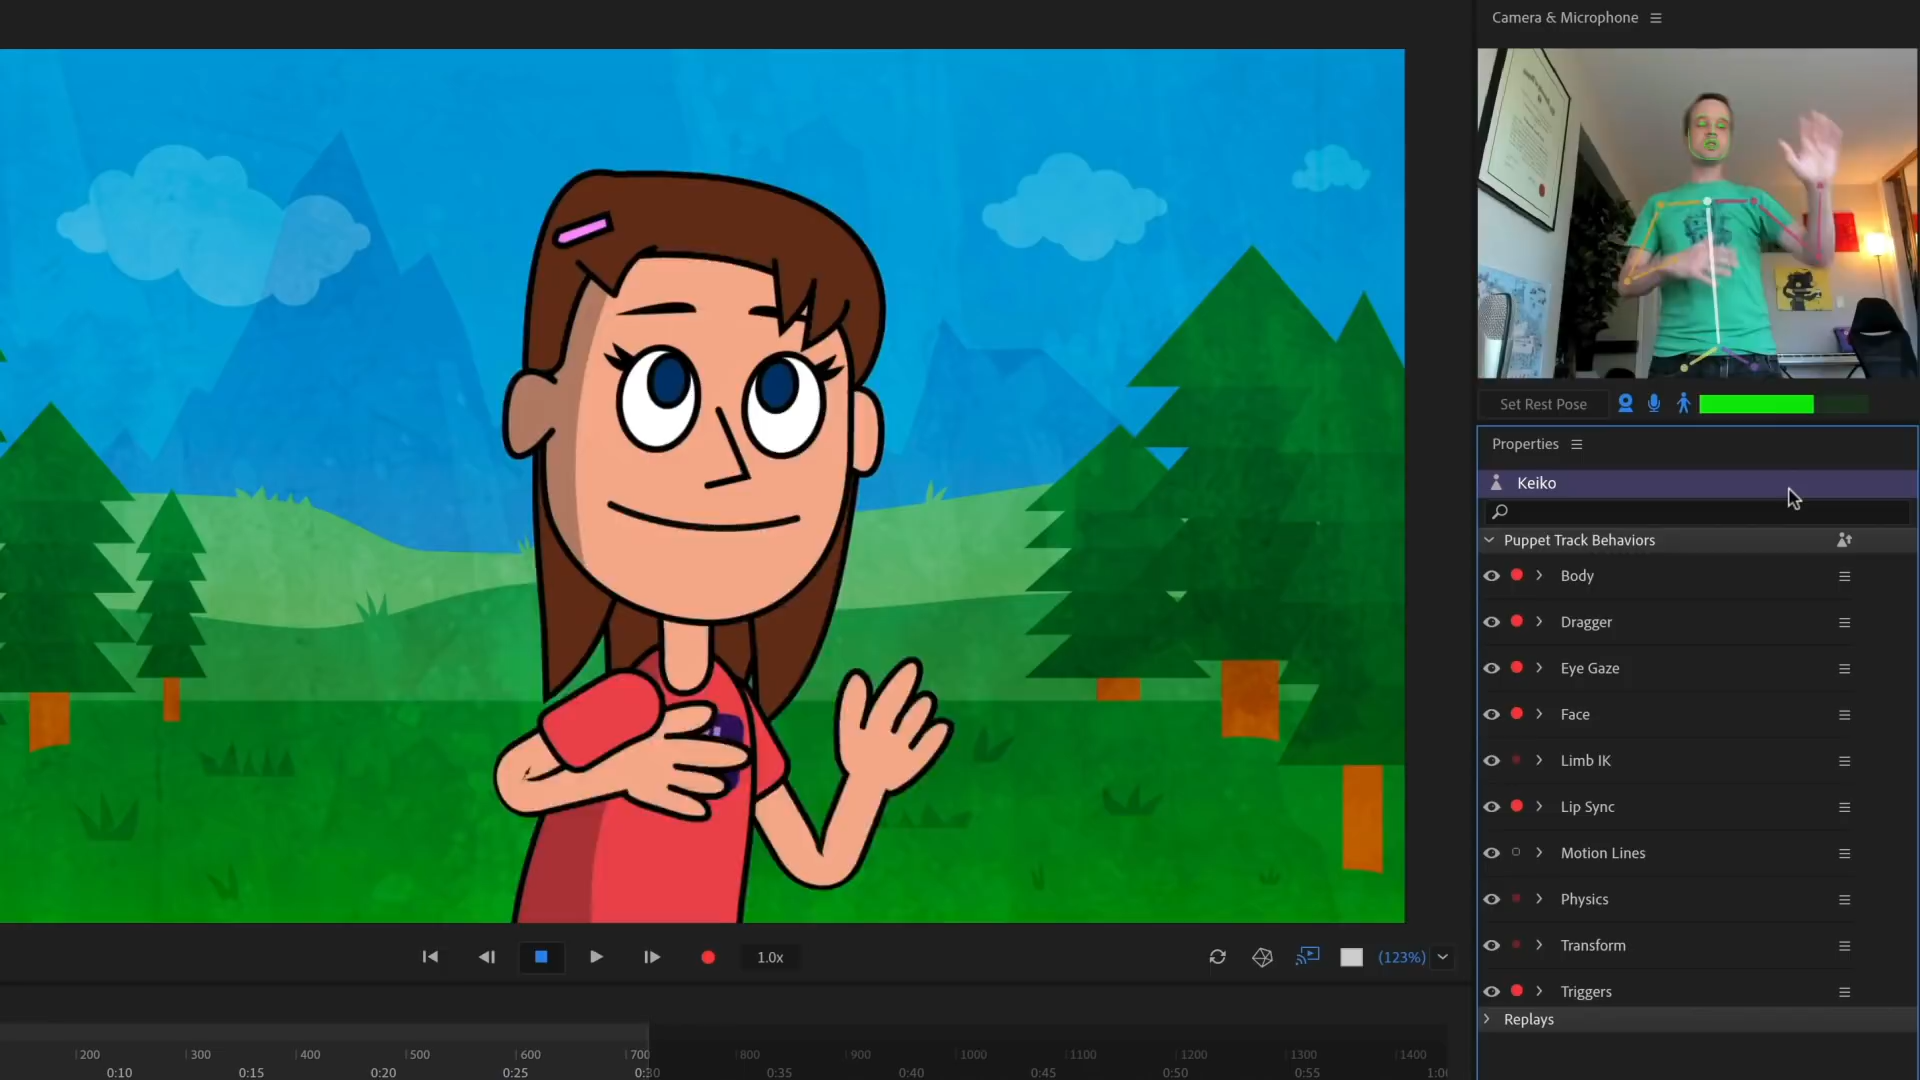 Camera & Microphone
Set Rest Pose
Properties
Keiko
Puppet Track Behaviors
Body
Dragger
Eye Gaze
Face
Limb IK
Lip Sync
Motion Lines
Physics
Transform
Triggers
Replays
1.0x
(123%)
200 300 400 500 600 700 800 900 1000 1100 1200 1300 1400
0:10 0:15 0:20 0:25 0:30 0:35 0:40 0:45 0:50 0:55